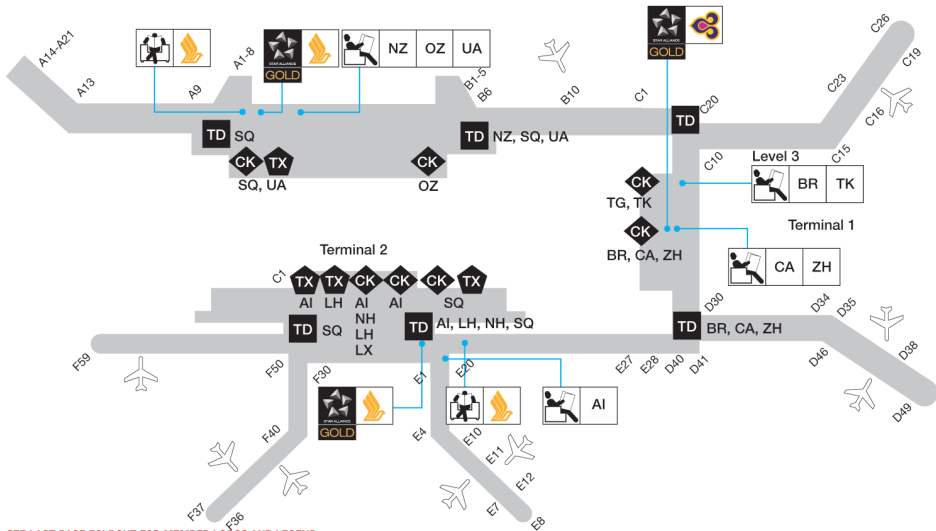 A14-A21
A13
A9
A1-8
STAR ALLIANCE
GOLD
NZ OZ UA
B1-5
B6
B10
C1
STAR ALLIANCE
GOLD
C20
C26
C19
C23
C16
C15
C10
TD SQ
TD NZ, SQ, UA
TD
CK TX
SQ, UA
CK
OZ
CK
TG, TK
Level 3
BR TK
Terminal 1
CK
BR, CA, ZH
CA ZH
Terminal 2
C1
TX TX CK CK CK TX
AI LH AI AI SQ
NH
LH
LX
TD SQ
TD AI, LH, NH, SQ
TD BR, CA, ZH
D30
D34
D35
D38
D46
D49
D40
D41
E27
E28
F59
F50
F30
E1
E20
STAR ALLIANCE
GOLD
AI
F40
F37
F36
E4
E10
E11
E12
E7
E8